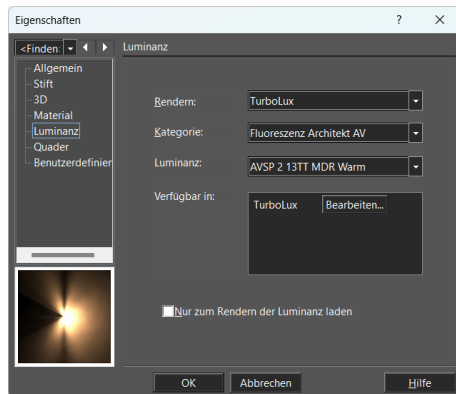 Eigenschaften ? ×
<Finden:
Luminanz
Allgemein
Stift
3D
Material
Luminanz
Quader
Benutzerdefinier
Rendern: TurboLux
Kategorie: Fluoreszenz Architekt AV
Luminanz: AVSP 2 13TT MDR Warm
Verfügbar in: TurboLux Bearbeiten...
Nur zum Rendern der Luminanz laden
OK Abbrechen Hilfe